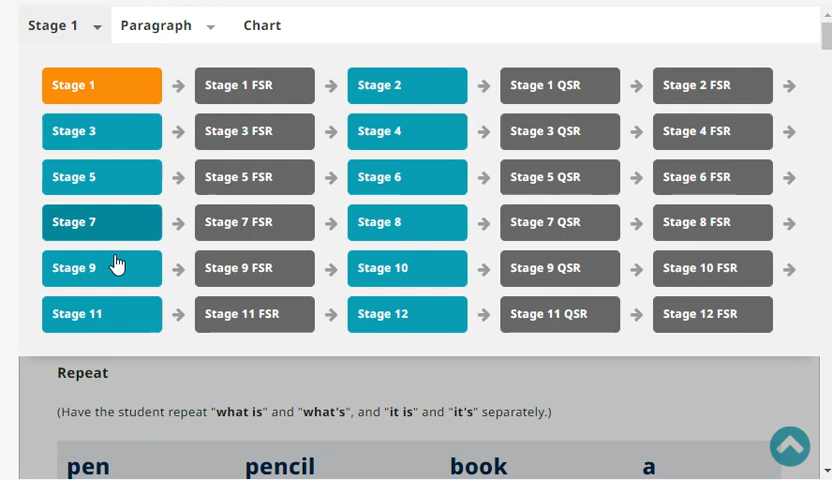 Stage 1 Paragraph Chart
Stage 1 Stage 1 FSR Stage 2 Stage 1 QSR Stage 2 FSR
Stage 3 Stage 3 FSR Stage 4 Stage 3 QSR Stage 4 FSR
Stage 5 Stage 5 FSR Stage 6 Stage 5 QSR Stage 6 FSR
Stage 7 Stage 7 FSR Stage 8 Stage 7 QSR Stage 8 FSR
Stage 9 Stage 9 FSR Stage 10 Stage 9 QSR Stage 10 FSR
Stage 11 Stage 11 FSR Stage 12 Stage 11 QSR Stage 12 FSR
Repeat
(Have the student repeat "what is" and "what's", and "it is" and "it's" separately.)
pen pencil book a